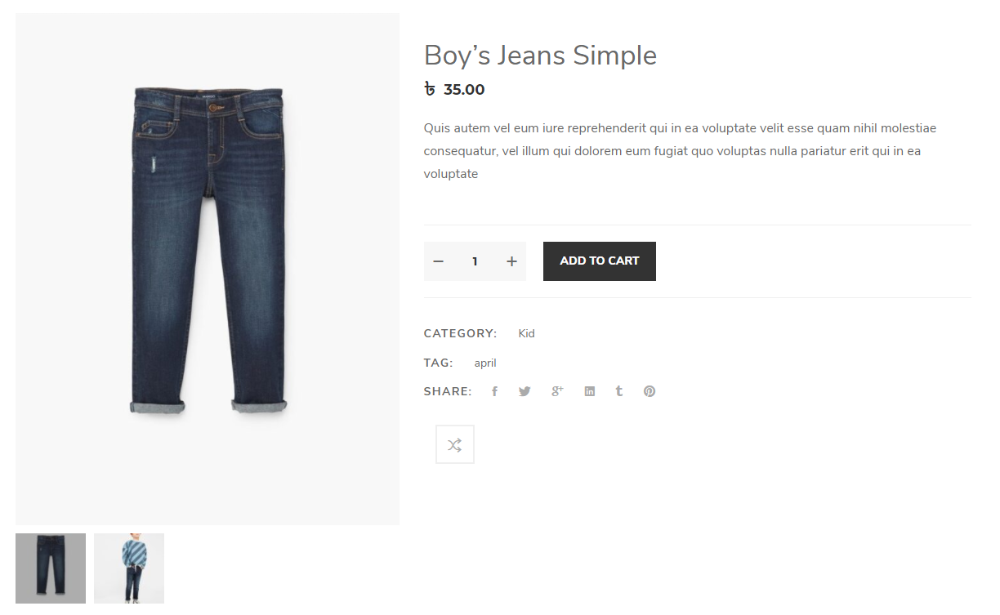 Boy’s Jeans Simple
৳ 35.00
Quis autem vel eum iure reprehenderit qui in ea voluptate velit esse quam nihil molestiae
consequatur, vel illum qui dolorem eum fugiat quo voluptas nulla pariatur erit qui in ea
voluptate
1 ADD TO CART
CATEGORY: Kid
TAG: april
SHARE: